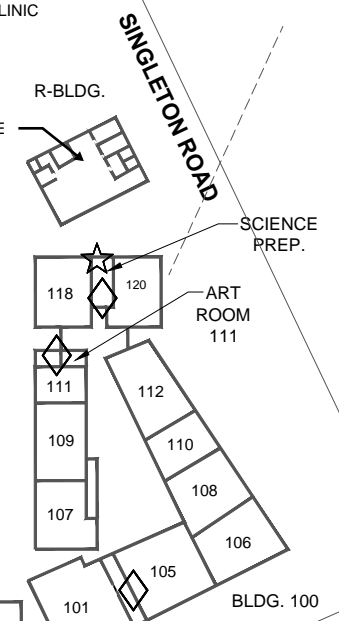 LINIC
R-BLDG.
E
SINGLETON ROAD
SCIENCE
PREP.
118
120
ART
ROOM
111
111
112
109
110
108
107
106
105
101
BLDG. 100